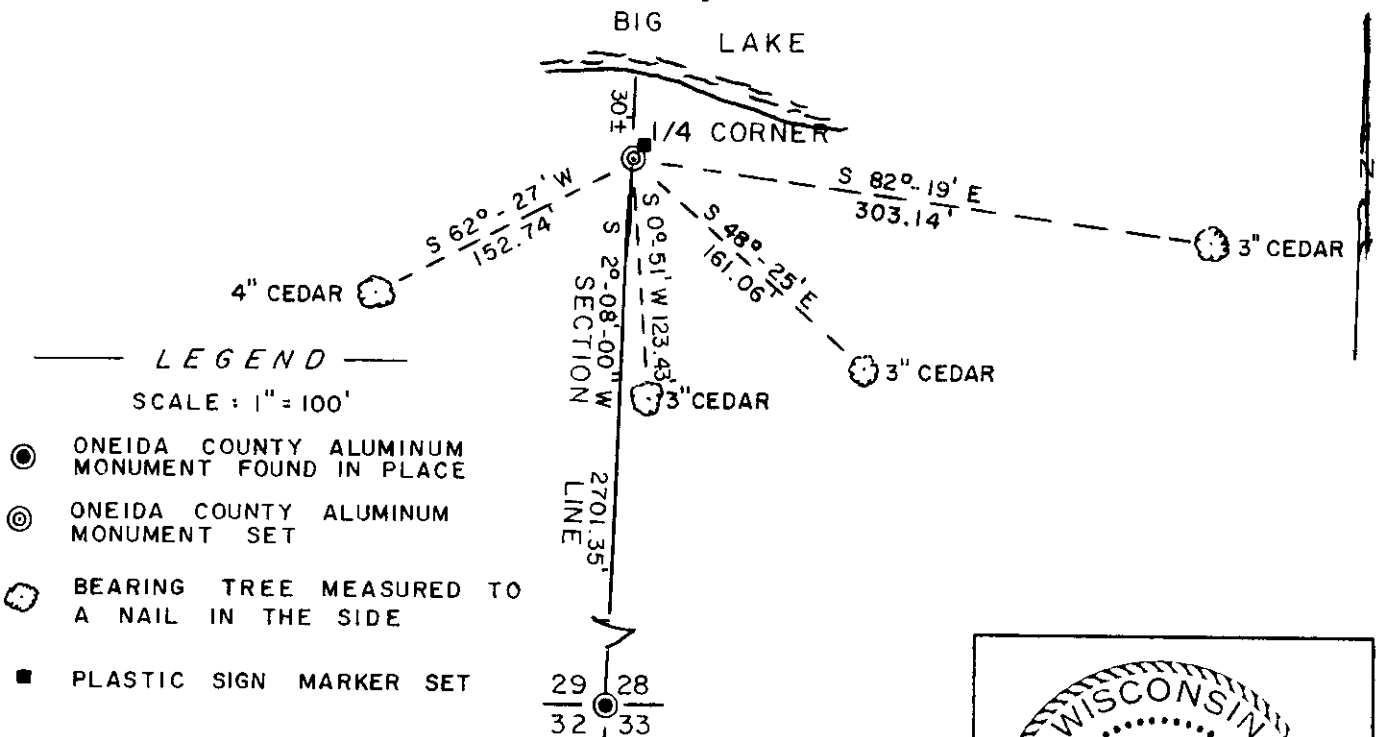 BIG LAKE
30'±
1/4 CORNER
S 82°-19' E
303.14'
3" CEDAR
S 62°-27' W
152.74'
4" CEDAR
S 48°-25' E
161.06'
3" CEDAR
S 0°-51' W 123.43'
3" CEDAR
S 2°-08'-00" W 2701.35'
SECTION LINE
N
LEGEND
SCALE : 1" = 100'
ONEIDA COUNTY ALUMINUM
MONUMENT FOUND IN PLACE
ONEIDA COUNTY ALUMINUM
MONUMENT SET
BEARING TREE MEASURED TO
A NAIL IN THE SIDE
PLASTIC SIGN MARKER SET
29 28
32 33
WISCONSIN